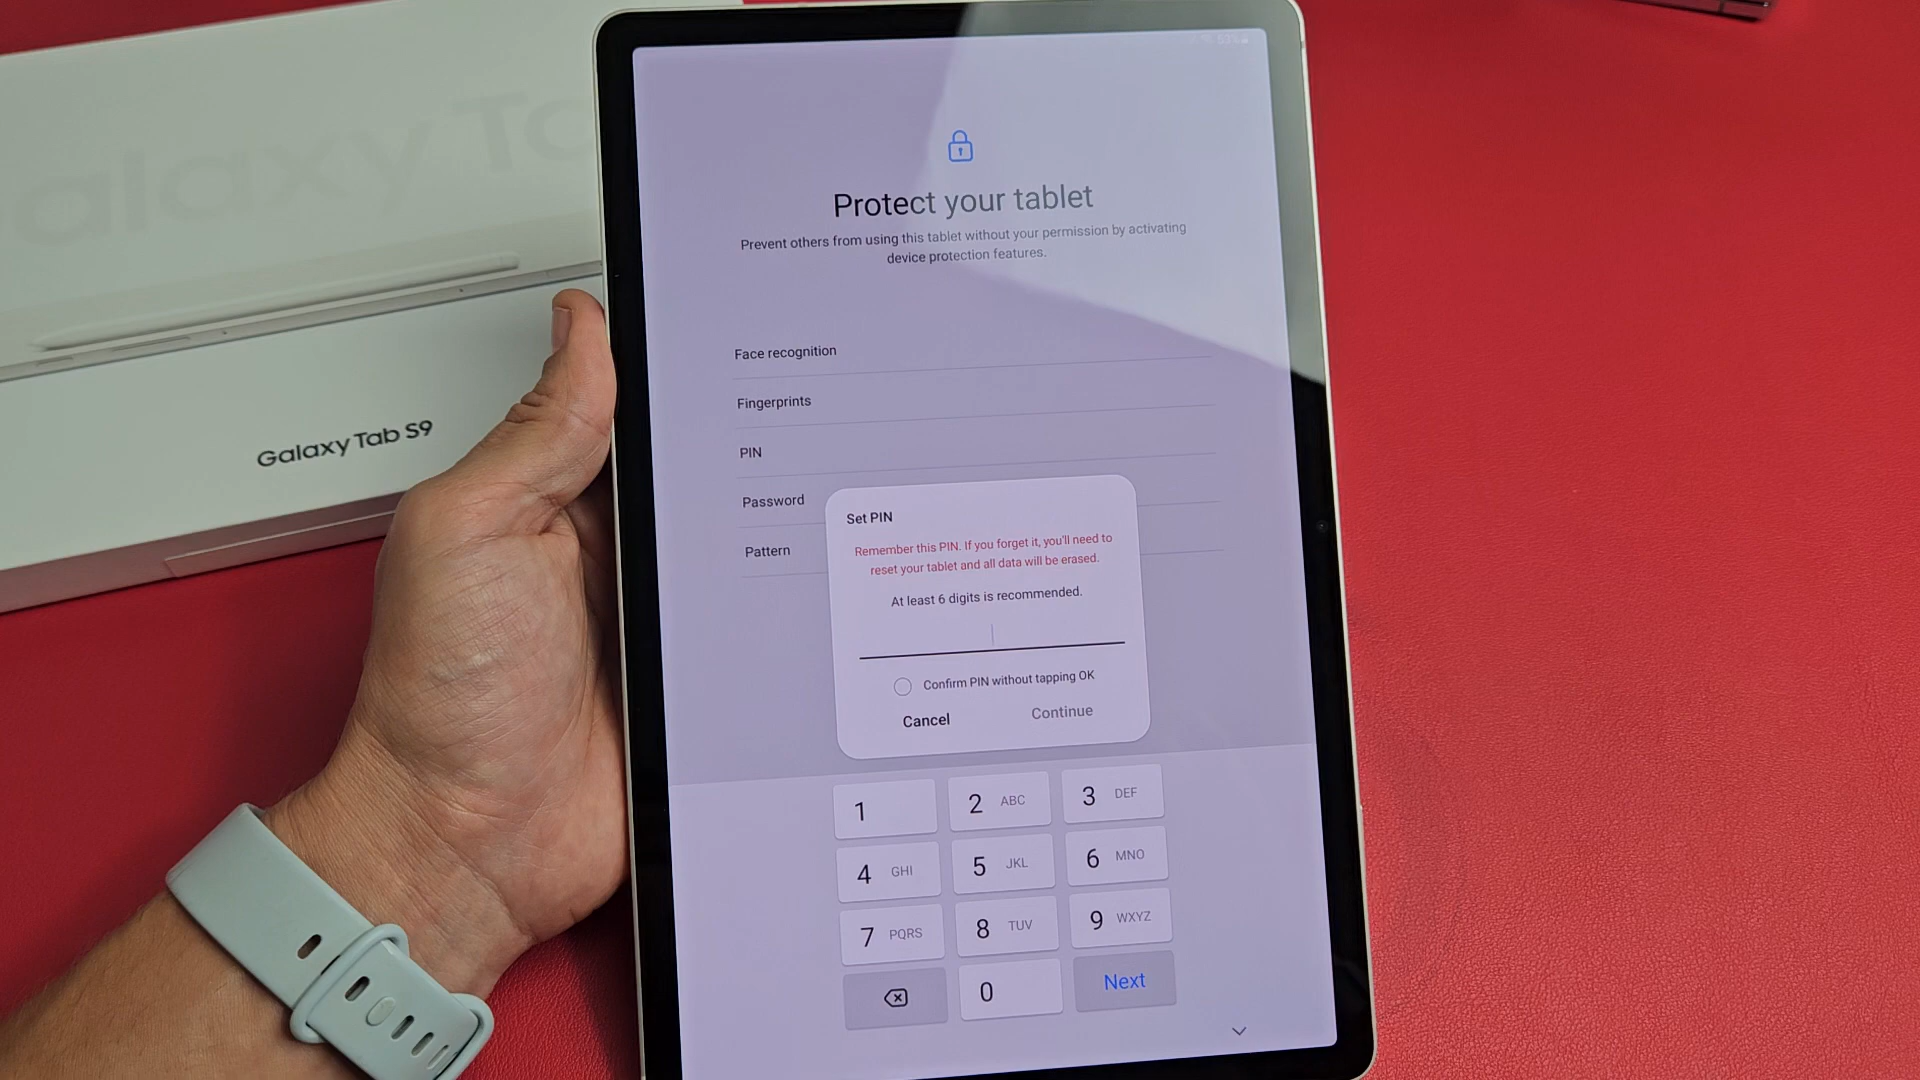 Galaxy Tab S9
Protect your tablet
Prevent others from using this tablet without your permission by activating
device protection features.
Face recognition
Fingerprints
PIN
Password
Pattern
Set PIN
Remember this PIN. If you forget it, you'll need to
reset your tablet and all data will be erased.
At least 6 digits is recommended.
Confirm PIN without tapping OK
Cancel Continue
1 2 ABC 3 DEF
4 GHI 5 JKL 6 MNO
7 PQRS 8 TUV 9 WXYZ
0 Next